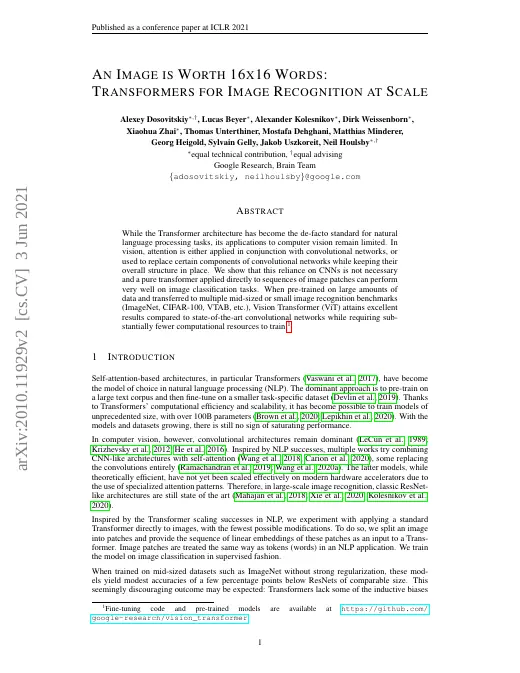 Published as a conference paper at ICLR 2021
AN IMAGE IS WORTH 16X16 WORDS:
TRANSFORMERS FOR IMAGE RECOGNITION AT SCALE
Alexey Dosovitskiy∗,†, Lucas Beyer∗, Alexander Kolesnikov∗, Dirk Weissenborn∗,
Xiaohua Zhai∗, Thomas Unterthiner, Mostafa Dehghani, Matthias Minderer,
Georg Heigold, Sylvain Gelly, Jakob Uszkoreit, Neil Houlsby∗,†
∗equal technical contribution, †equal advising
Google Research, Brain Team
{adosovitskiy, neilhoulsby}@google.com
ABSTRACT
While the Transformer architecture has become the de-facto standard for natural
language processing tasks, its applications to computer vision remain limited. In
vision, attention is either applied in conjunction with convolutional networks, or
used to replace certain components of convolutional networks while keeping their
overall structure in place. We show that this reliance on CNNs is not necessary
and a pure transformer applied directly to sequences of image patches can perform
very well on image classification tasks. When pre-trained on large amounts of
data and transferred to multiple mid-sized or small image recognition benchmarks
(ImageNet, CIFAR-100, VTAB, etc.), Vision Transformer (ViT) attains excellent
results compared to state-of-the-art convolutional networks while requiring sub-
stantially fewer computational resources to train.1
1 INTRODUCTION
Self-attention-based architectures, in particular Transformers (Vaswani et al., 2017), have become
the model of choice in natural language processing (NLP). The dominant approach is to pre-train on
a large text corpus and then fine-tune on a smaller task-specific dataset (Devlin et al., 2019). Thanks
to Transformers' computational efficiency and scalability, it has become possible to train models of
unprecedented size, with over 100B parameters (Brown et al., 2020; Lepikhin et al., 2020). With the
models and datasets growing, there is still no sign of saturating performance.
In computer vision, however, convolutional architectures remain dominant (LeCun et al., 1989;
Krizhevsky et al., 2012; He et al., 2016). Inspired by NLP successes, multiple works try combining
CNN-like architectures with self-attention (Wang et al., 2018; Carion et al., 2020), some replacing
the convolutions entirely (Ramachandran et al., 2019; Wang et al., 2020a). The latter models, while
theoretically efficient, have not yet been scaled effectively on modern hardware accelerators due to
the use of specialized attention patterns. Therefore, in large-scale image recognition, classic ResNet-
like architectures are still state of the art (Mahajan et al., 2018; Xie et al., 2020; Kolesnikov et al.,
2020).
Inspired by the Transformer scaling successes in NLP, we experiment with applying a standard
Transformer directly to images, with the fewest possible modifications. To do so, we split an image
into patches and provide the sequence of linear embeddings of these patches as an input to a Trans-
former. Image patches are treated the same way as tokens (words) in an NLP application. We train
the model on image classification in supervised fashion.
When trained on mid-sized datasets such as ImageNet without strong regularization, these mod-
els yield modest accuracies of a few percentage points below ResNets of comparable size. This
seemingly discouraging outcome may be expected: Transformers lack some of the inductive biases
1Fine-tuning code and pre-trained models are available at https://github.com/
google-research/vision_transformer
1
arXiv:2010.11929v2 [cs.CV] 3 Jun 2021